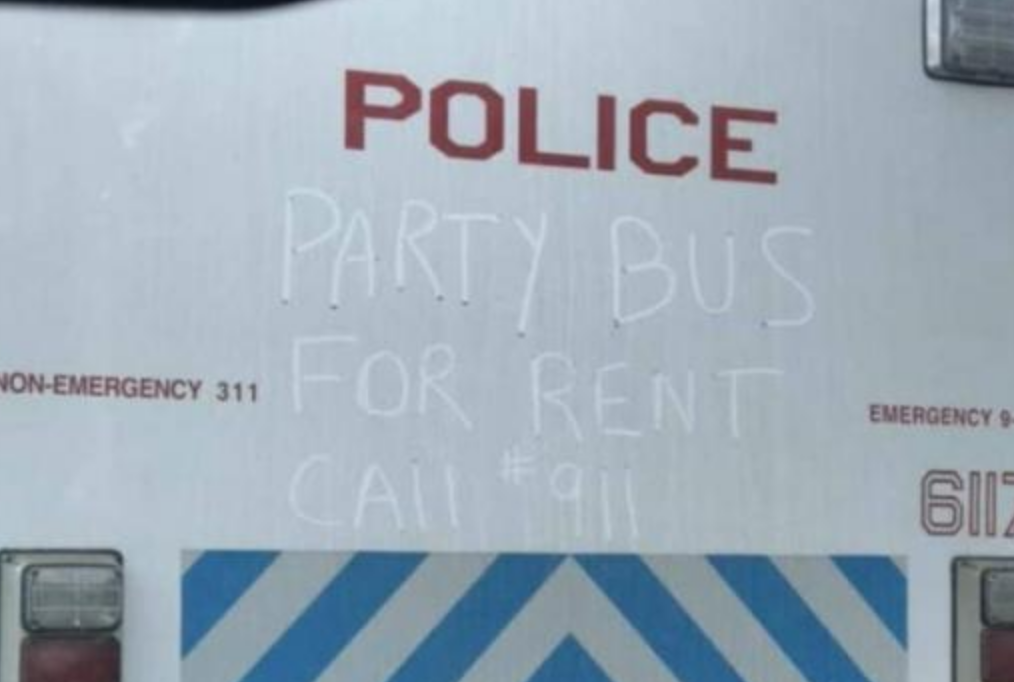 POLICE
PARTY BUS
FOR RENT
NON-EMERGENCY 311
EMERGENCY 9-
CAll #911
611